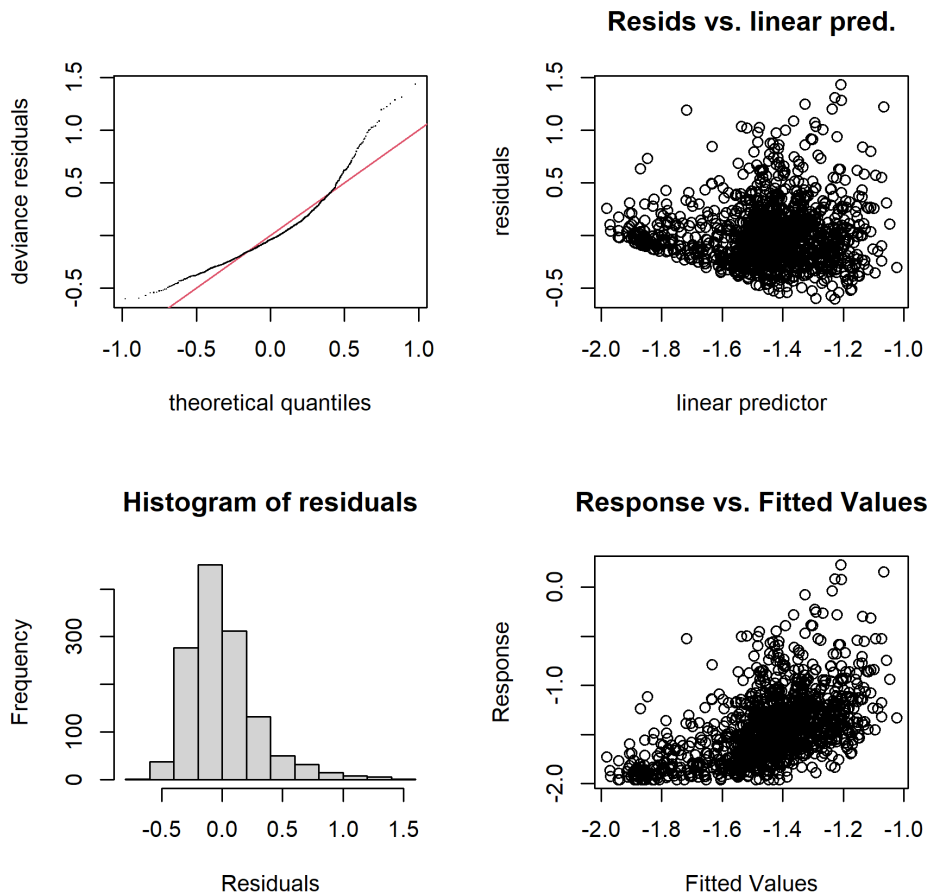 deviance residuals
-0.5 0.5 1.0 1.5
-1.0 -0.5 0.0 0.5 1.0
theoretical quantiles
Resids vs. linear pred.
residuals
-0.5 0.5 1.0 1.5
-2.0 -1.8 -1.6 -1.4 -1.2 -1.0
linear predictor
Histogram of residuals
Frequency
0 100 300
-0.5 0.0 0.5 1.0 1.5
Residuals
Response vs. Fitted Values
Response
-2.0 -1.0 0.0
-2.0 -1.8 -1.6 -1.4 -1.2 -1.0
Fitted Values